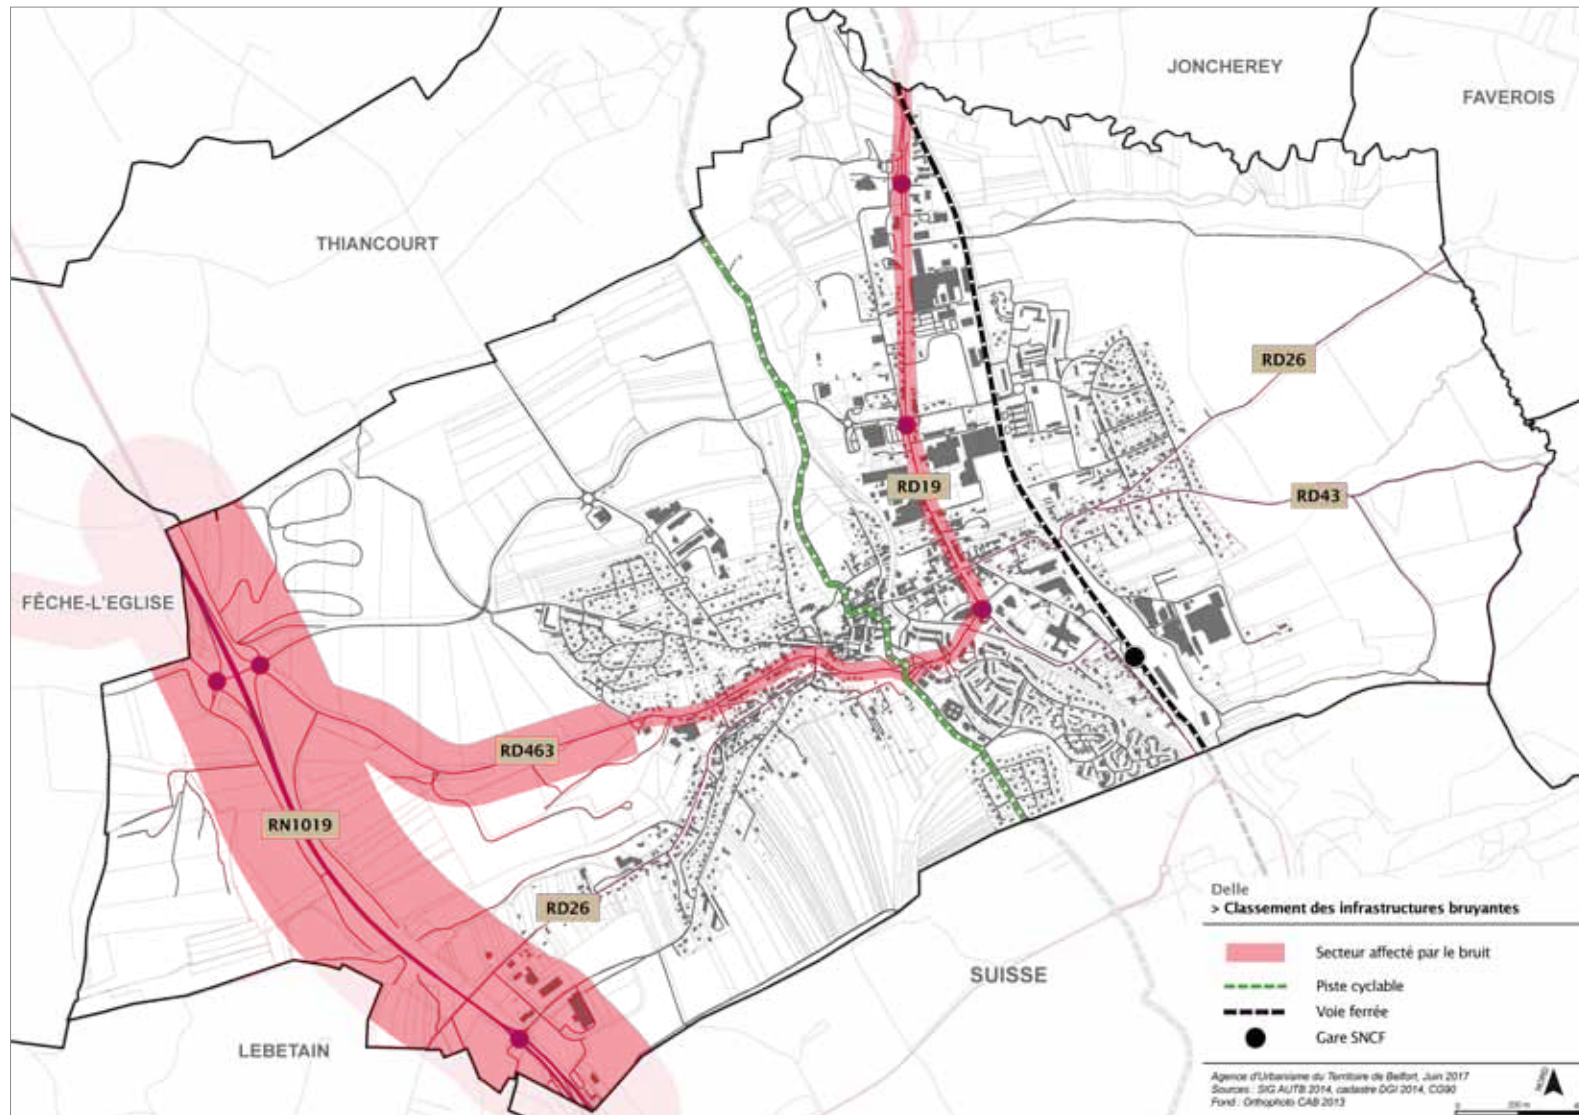 JONCHEREY
FAVEROIS
THIANCOURT
RD26
RD19
RD43
FÊCHE-L'EGLISE
RD463
RN1019
RD26
SUISSE
LEBETAIN
Delle
> Classement des infrastructures bruyantes
Secteur affecté par le bruit
Piste cyclable
Voie ferrée
Gare SNCF
Agence d'Urbanisme du Territoire de Belfort, Juin 2017
Sources : SIG AUTB 2014, cadastre DGI 2014, CG90
Fond : Orthophoto CAB 2013
NORD
0